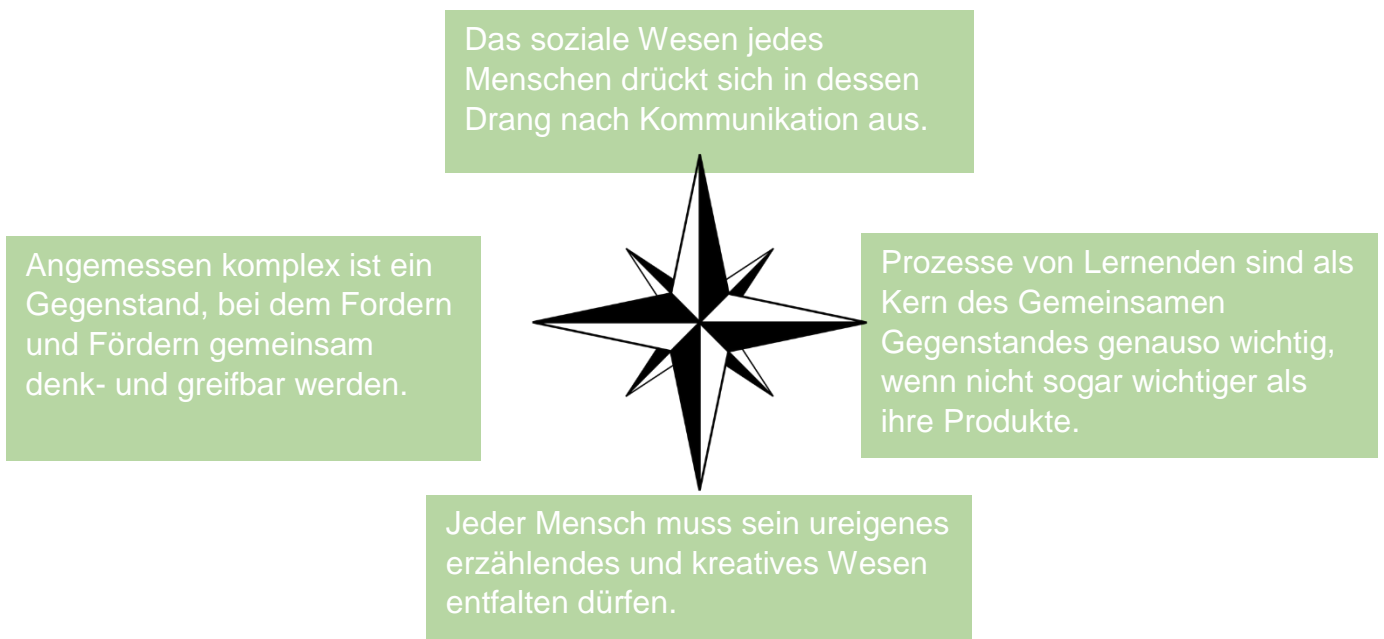 Das soziale Wesen jedes
Menschen drückt sich in dessen
Drang nach Kommunikation aus.
Angemessen komplex ist ein
Gegenstand, bei dem Fordern
und Fördern gemeinsam
denk- und greifbar werden.
Prozesse von Lernenden sind als
Kern des Gemeinsamen
Gegenstandes genauso wichtig,
wenn nicht sogar wichtiger als
ihre Produkte.
Jeder Mensch muss sein ureigenes
erzählendes und kreatives Wesen
entfalten dürfen.